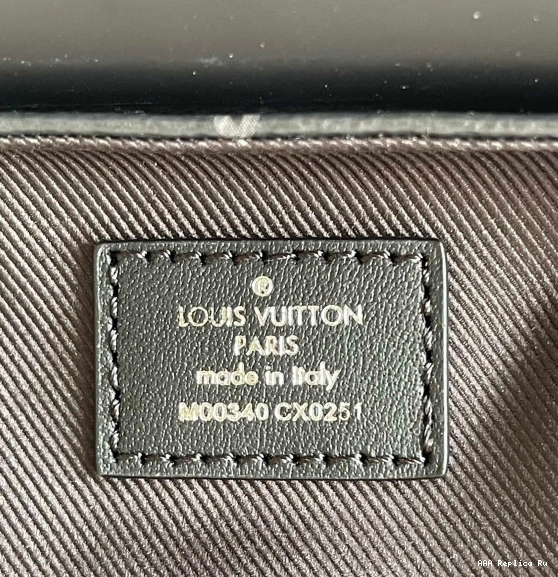 ®
LOUIS VUITTON
PARIS
made in Italy
M00340 CX0251
AAA Replica Ru